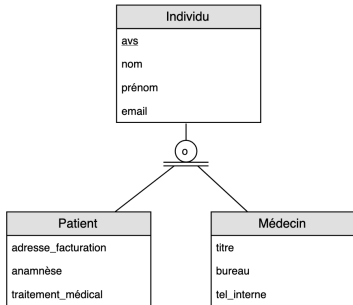 Individu
avs
nom
prénom
email
o
Patient
adresse_facturation
anamnèse
traitement_médical
Médecin
titre
bureau
tel_interne